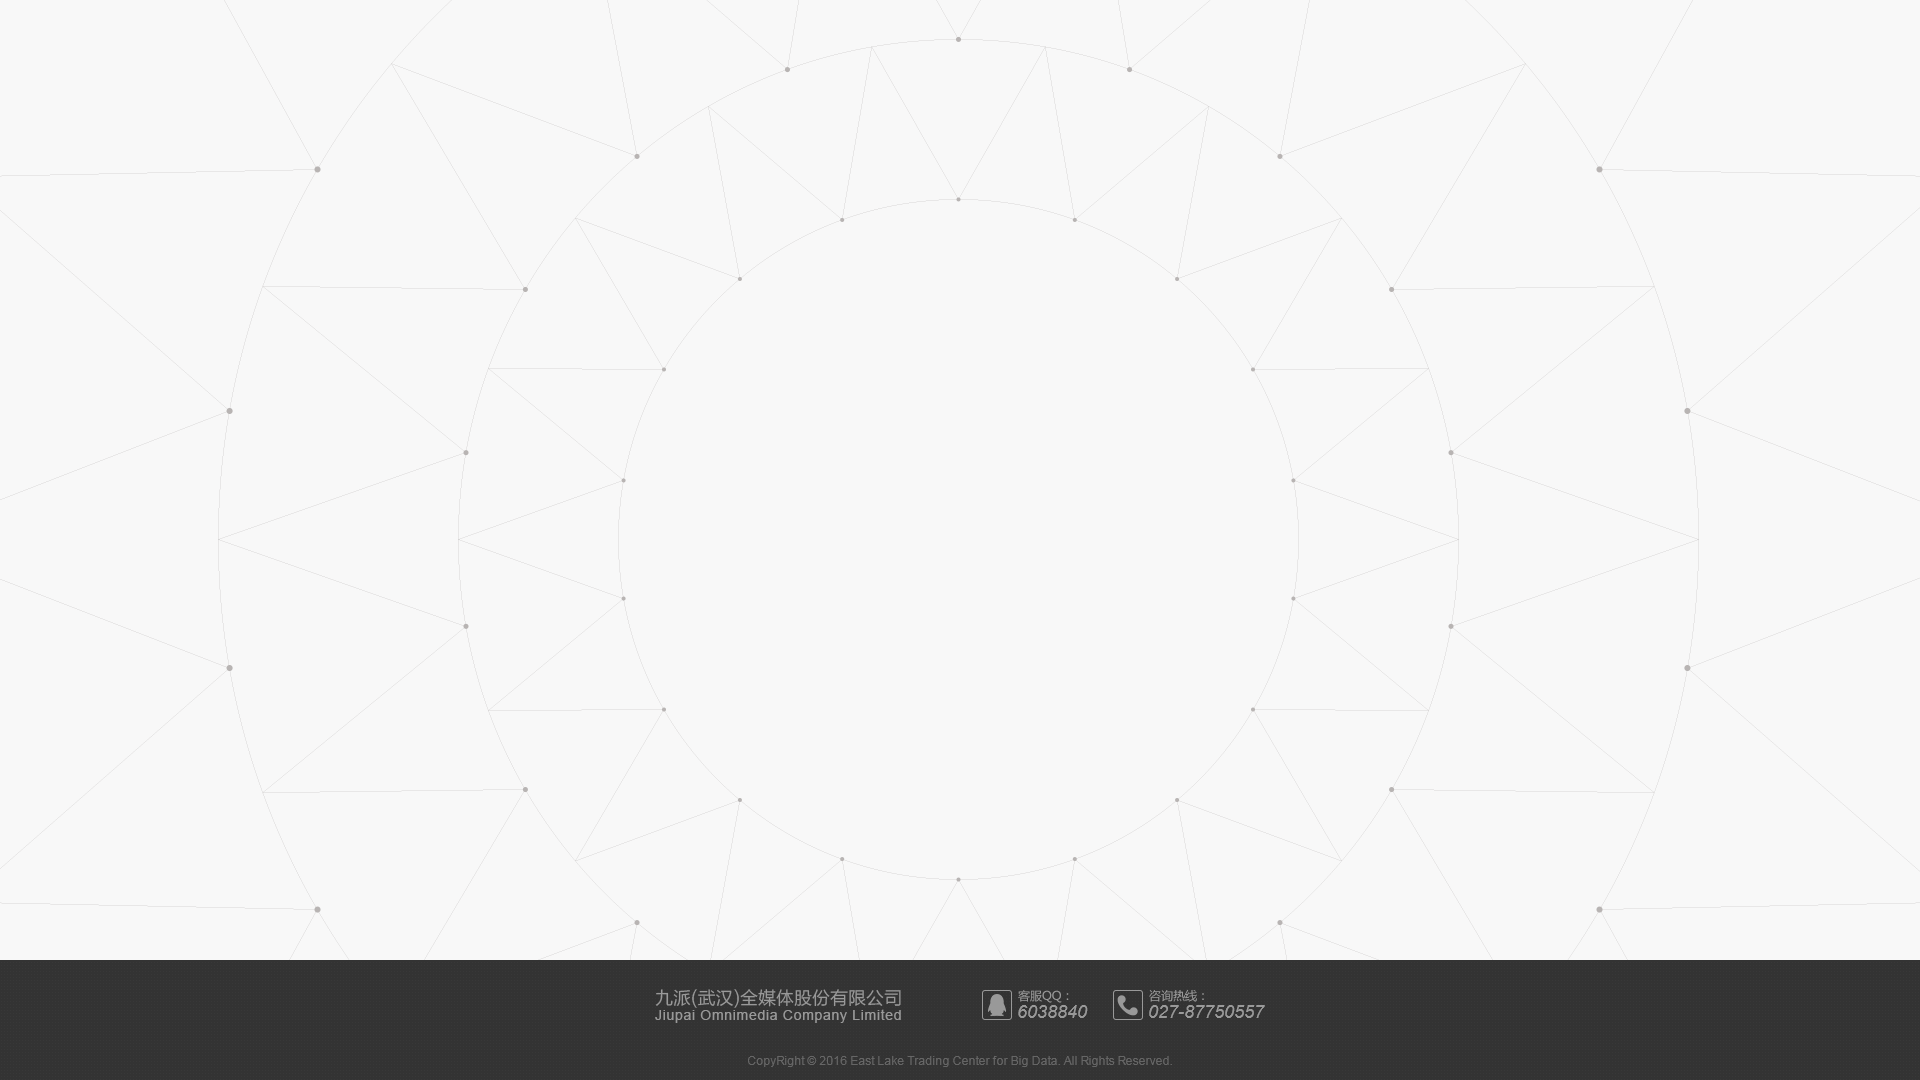 九派(武汉)全媒体股份有限公司
Jiupai Omnimedia Company Limited
客服QQ：
6038840
咨询热线：
027-87750557
CopyRight © 2016 East Lake Trading Center for Big Data. All Rights Reserved.